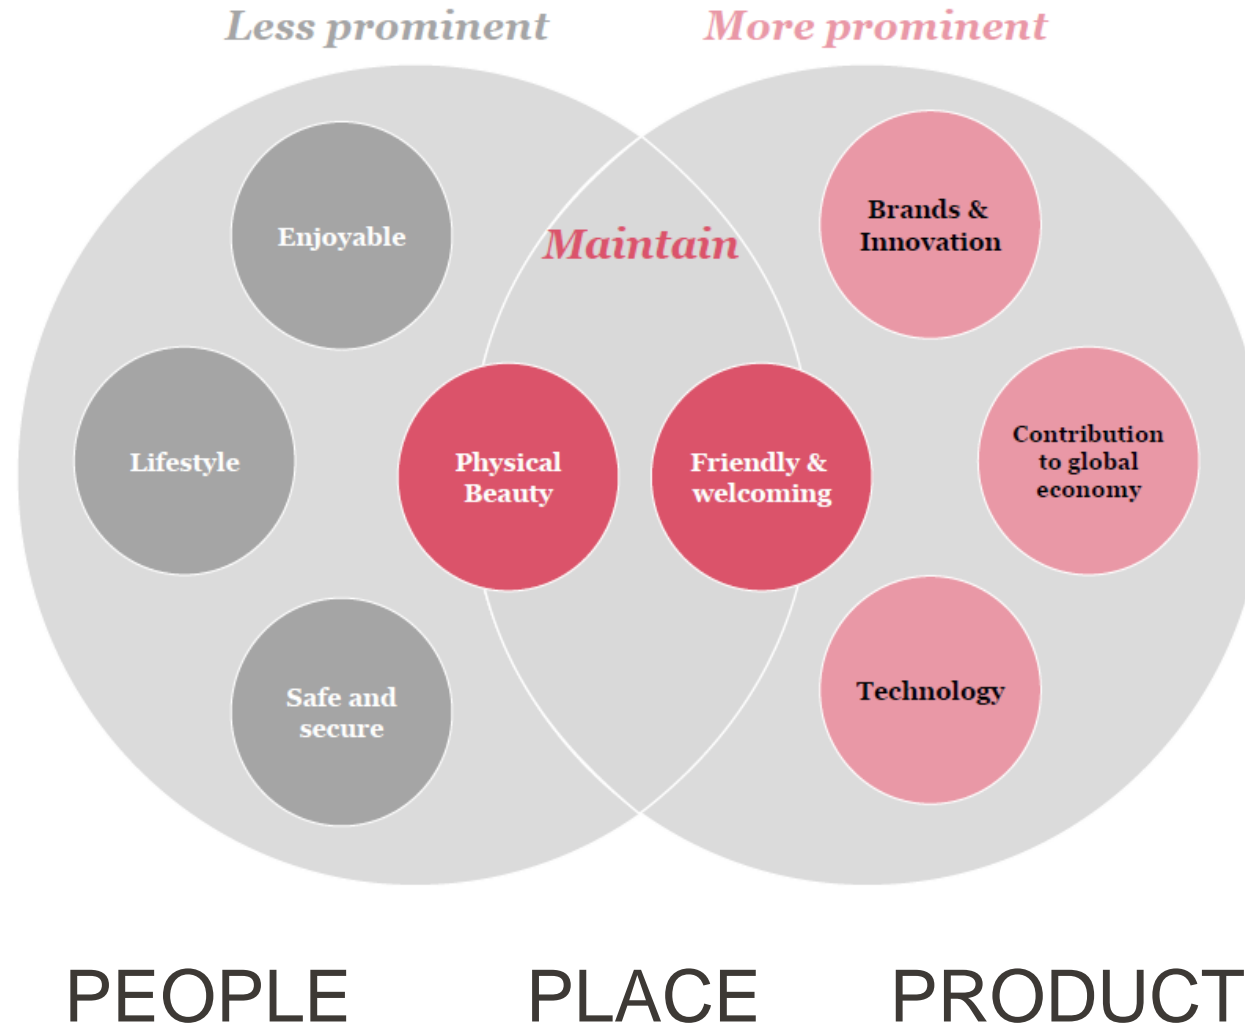 Less prominent
More prominent
Enjoyable
Brands &
Innovation
Maintain
Lifestyle
Physical
Beauty
Friendly &
welcoming
Contribution
to global
economy
Safe and
secure
Technology
PEOPLE
PLACE
PRODUCT